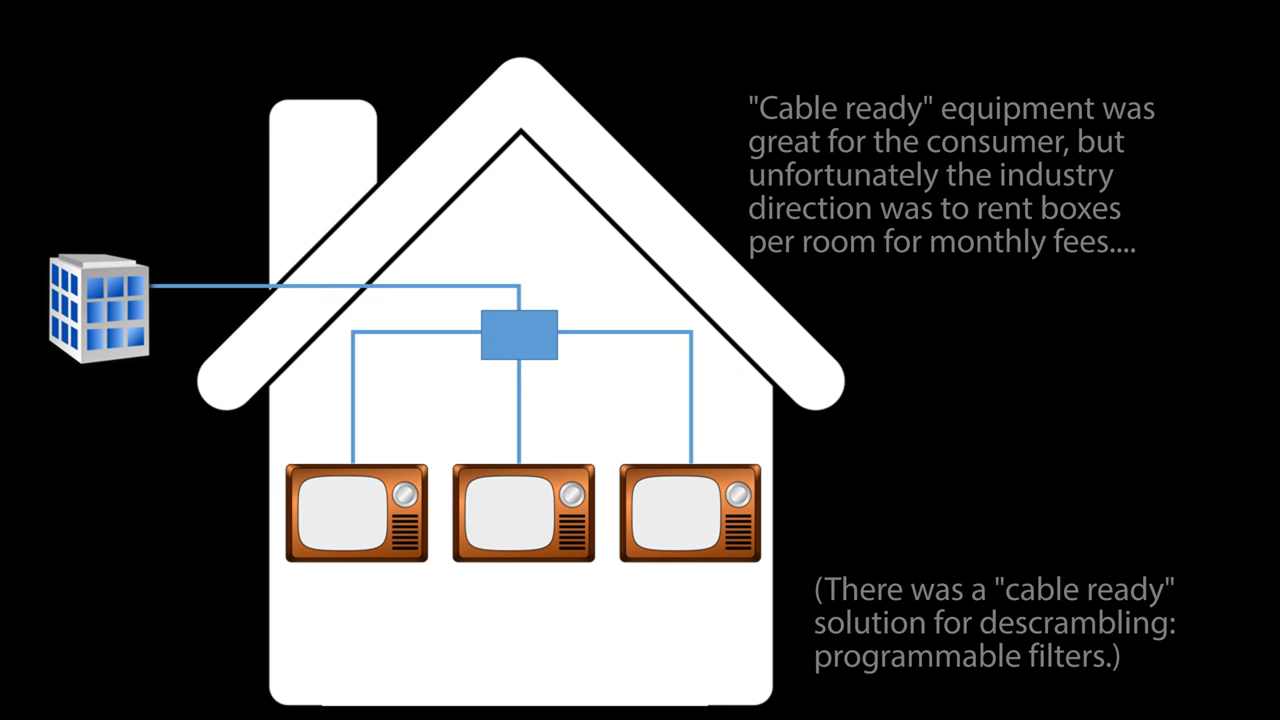 "Cable ready" equipment was
great for the consumer, but
unfortunately the industry
direction was to rent boxes
per room for monthly fees....
(There was a "cable ready"
solution for descrambling:
programmable filters.)